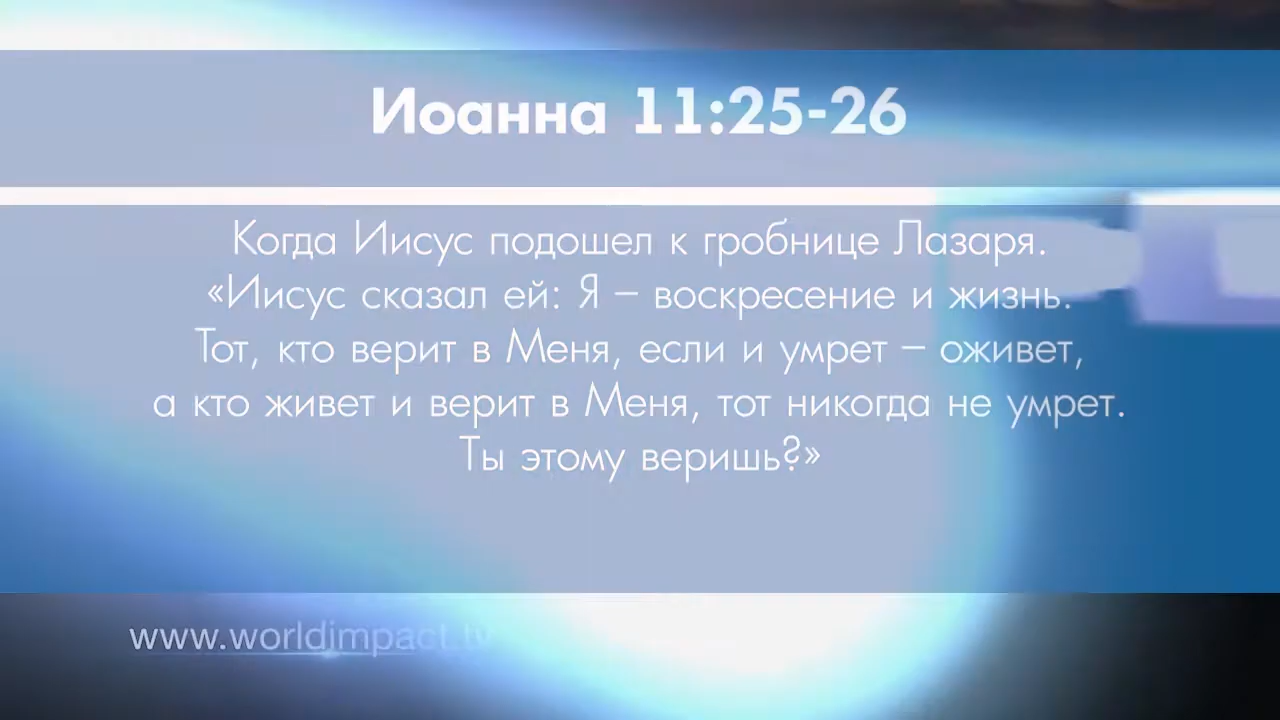 Иоанна 11:25-26
Когда Иисус подошел к гробнице Лазаря.
«Иисус сказал ей: Я – воскресение и жизнь.
Тот, кто верит в Меня, если и умрет – оживет,
а кто живет и верит в Меня, тот никогда не умрет.
Ты этому веришь?»
www.worldimpact.tv